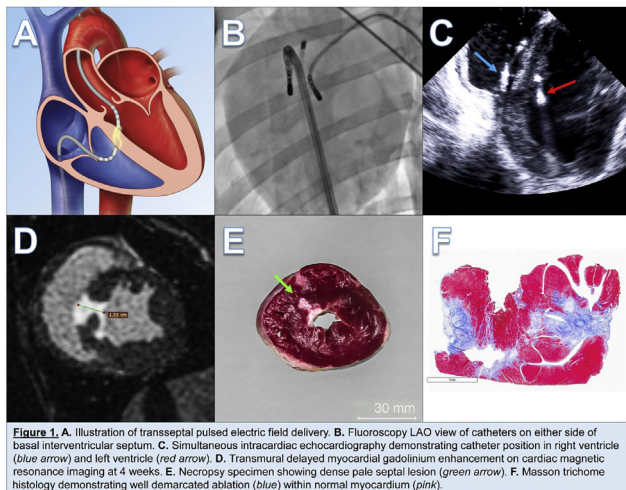 A
B
C
D
E
F
1.33 cm
30 mm
Figure 1. A. Illustration of transseptal pulsed electric field delivery. B. Fluoroscopy LAO view of catheters on either side of
basal interventricular septum. C. Simultaneous intracardiac echocardiography demonstrating catheter position in right ventricle
(blue arrow) and left ventricle (red arrow). D. Transmural delayed myocardial gadolinium enhancement on cardiac magnetic
resonance imaging at 4 weeks. E. Necropsy specimen showing dense pale septal lesion (green arrow). F. Masson trichome
histology demonstrating well demarcated ablation (blue) within normal myocardium (pink).